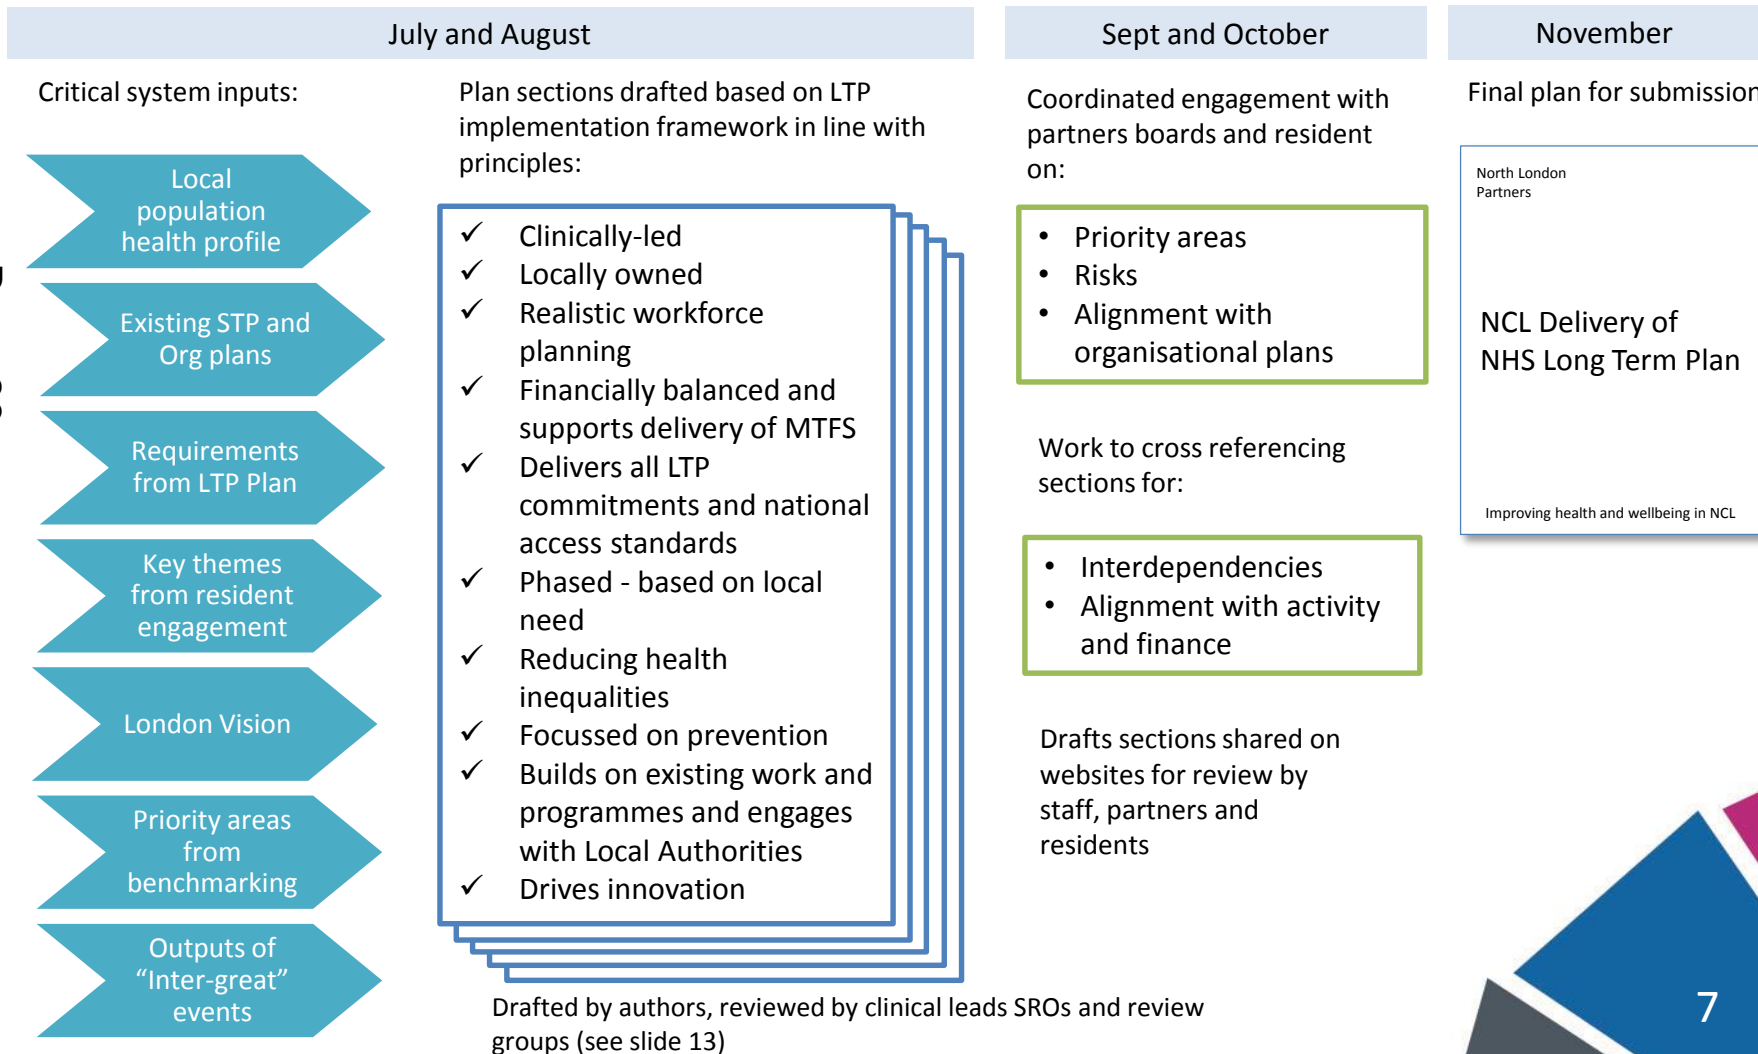 July and August
Sept and October
November
Critical system inputs:
Local
population
health profile
Existing STP and
Org plans
Requirements
from LTP Plan
Key themes
from resident
engagement
London Vision
Priority areas
from
benchmarking
Outputs of
“Inter-great”
events
Plan sections drafted based on LTP
implementation framework in line with
principles:
✓ Clinically-led
✓ Locally owned
✓ Realistic workforce
planning
✓ Financially balanced and
supports delivery of MTFS
✓ Delivers all LTP
commitments and national
access standards
✓ Phased - based on local
need
✓ Reducing health
inequalities
✓ Focussed on prevention
✓ Builds on existing work and
programmes and engages
with Local Authorities
✓ Drives innovation
Drafted by authors, reviewed by clinical leads SROs and review
groups (see slide 13)
Coordinated engagement with
partners boards and resident
on:
• Priority areas
• Risks
• Alignment with
organisational plans
Work to cross referencing
sections for:
• Interdependencies
• Alignment with activity
and finance
Drafts sections shared on
websites for review by
staff, partners and
residents
Final plan for submission
North London
Partners
NCL Delivery of
NHS Long Term Plan
Improving health and wellbeing in NCL
7